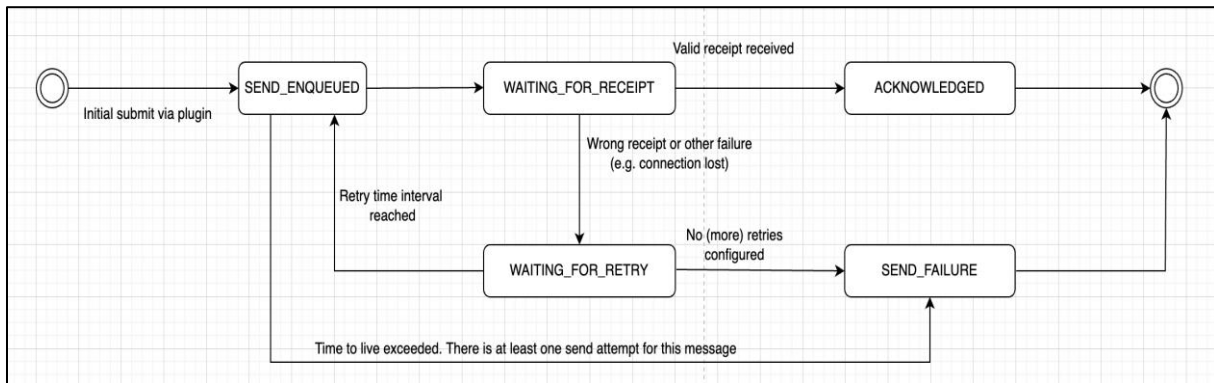 Valid receipt received
SEND_ENQUEUED
WAITING_FOR_RECEIPT
ACKNOWLEDGED
Initial submit via plugin
Wrong receipt or other failure
(e.g. connection lost)
Retry time interval
reached
No (more) retries
configured
WAITING_FOR_RETRY
SEND_FAILURE
Time to live exceeded. There is at least one send attempt for this message